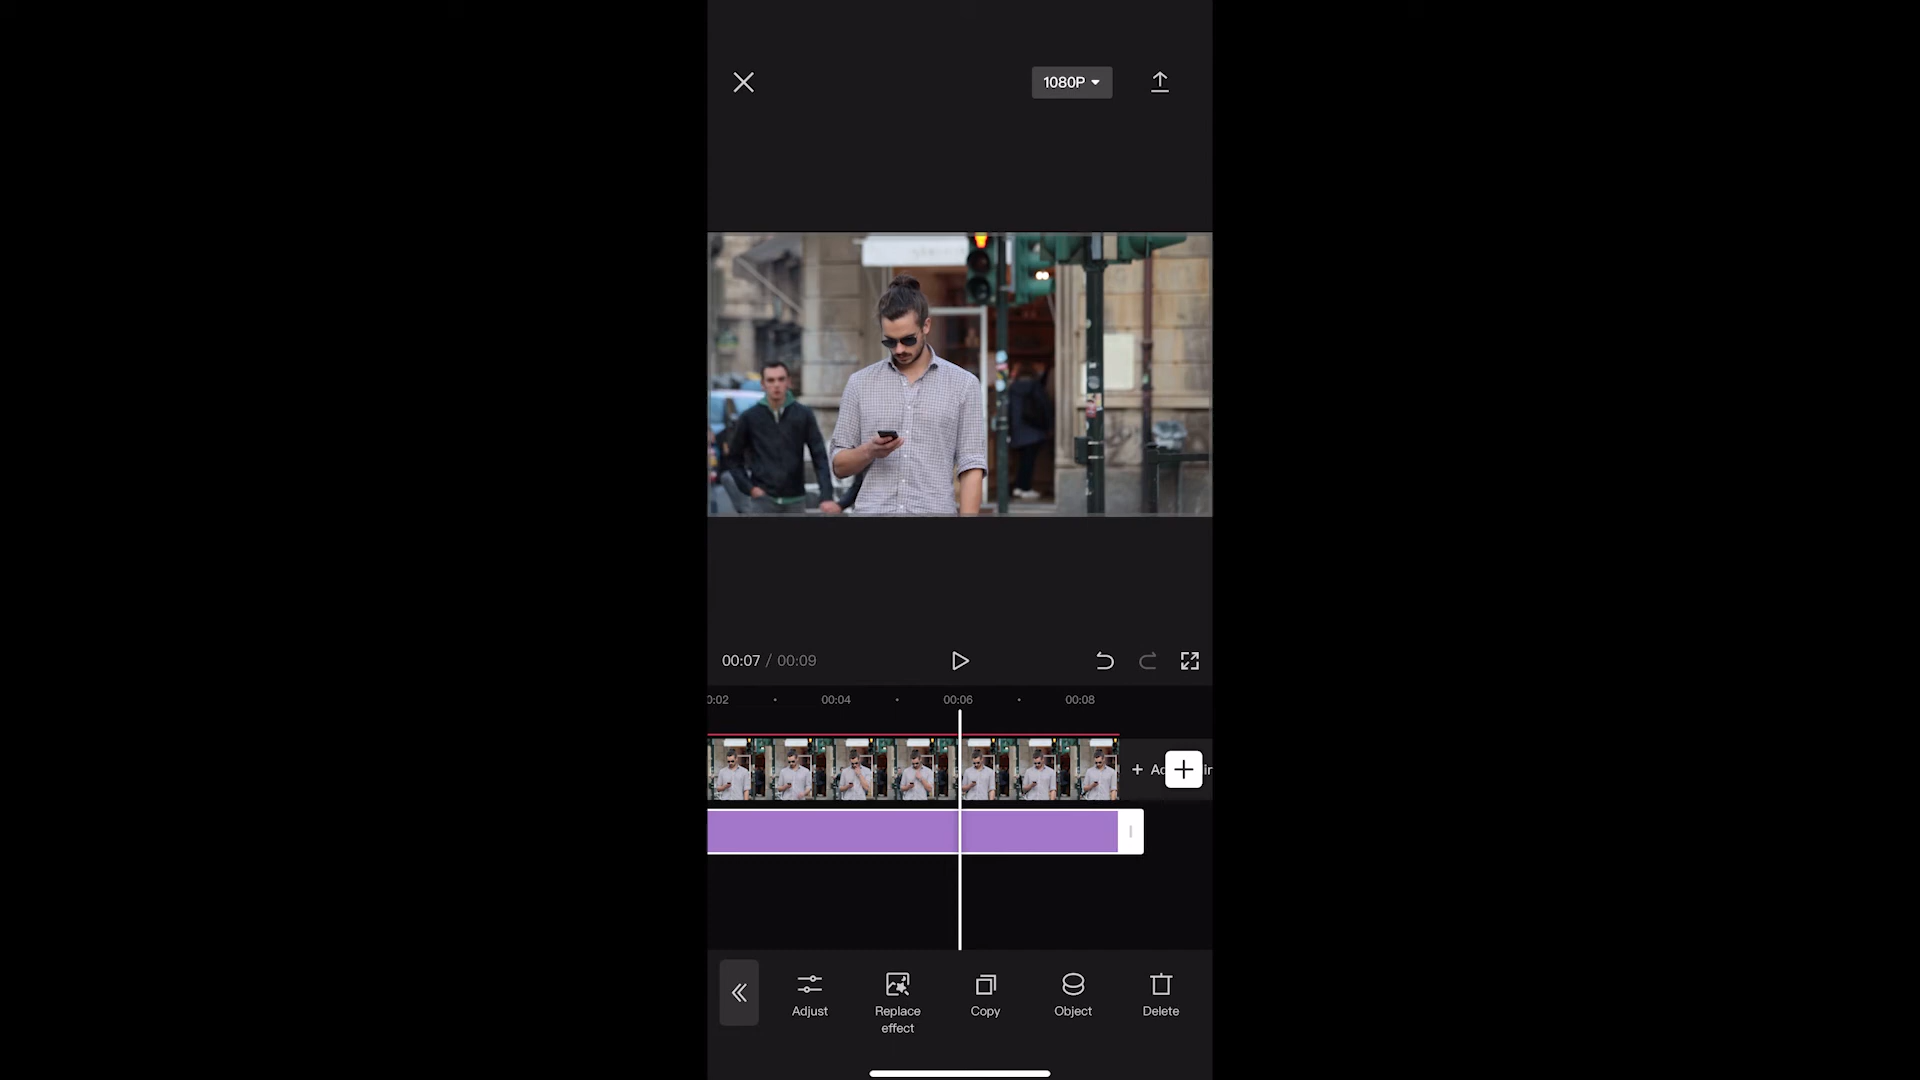 1080P
00:07 / 00:09
0:02 00:04 00:06 00:08
+ Ad
Adjust
Replace
effect
Copy
Object
Delete